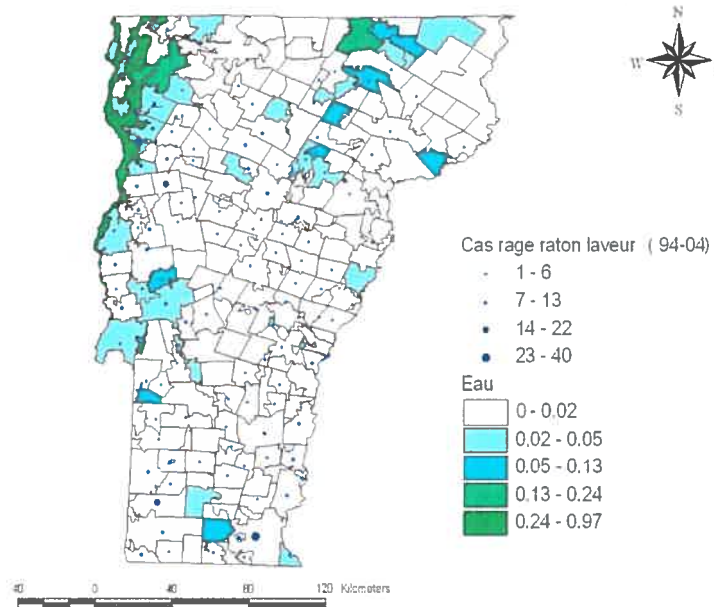 N
W
S
Cas rage raton laveur ( 94-04)
1 - 6
7 - 13
14 - 22
23 - 40
Eau
0 - 0.02
0.02 - 0.05
0.05 - 0.13
0.13 - 0.24
0.24 - 0.97
40 0 40 80 120 Kilometers